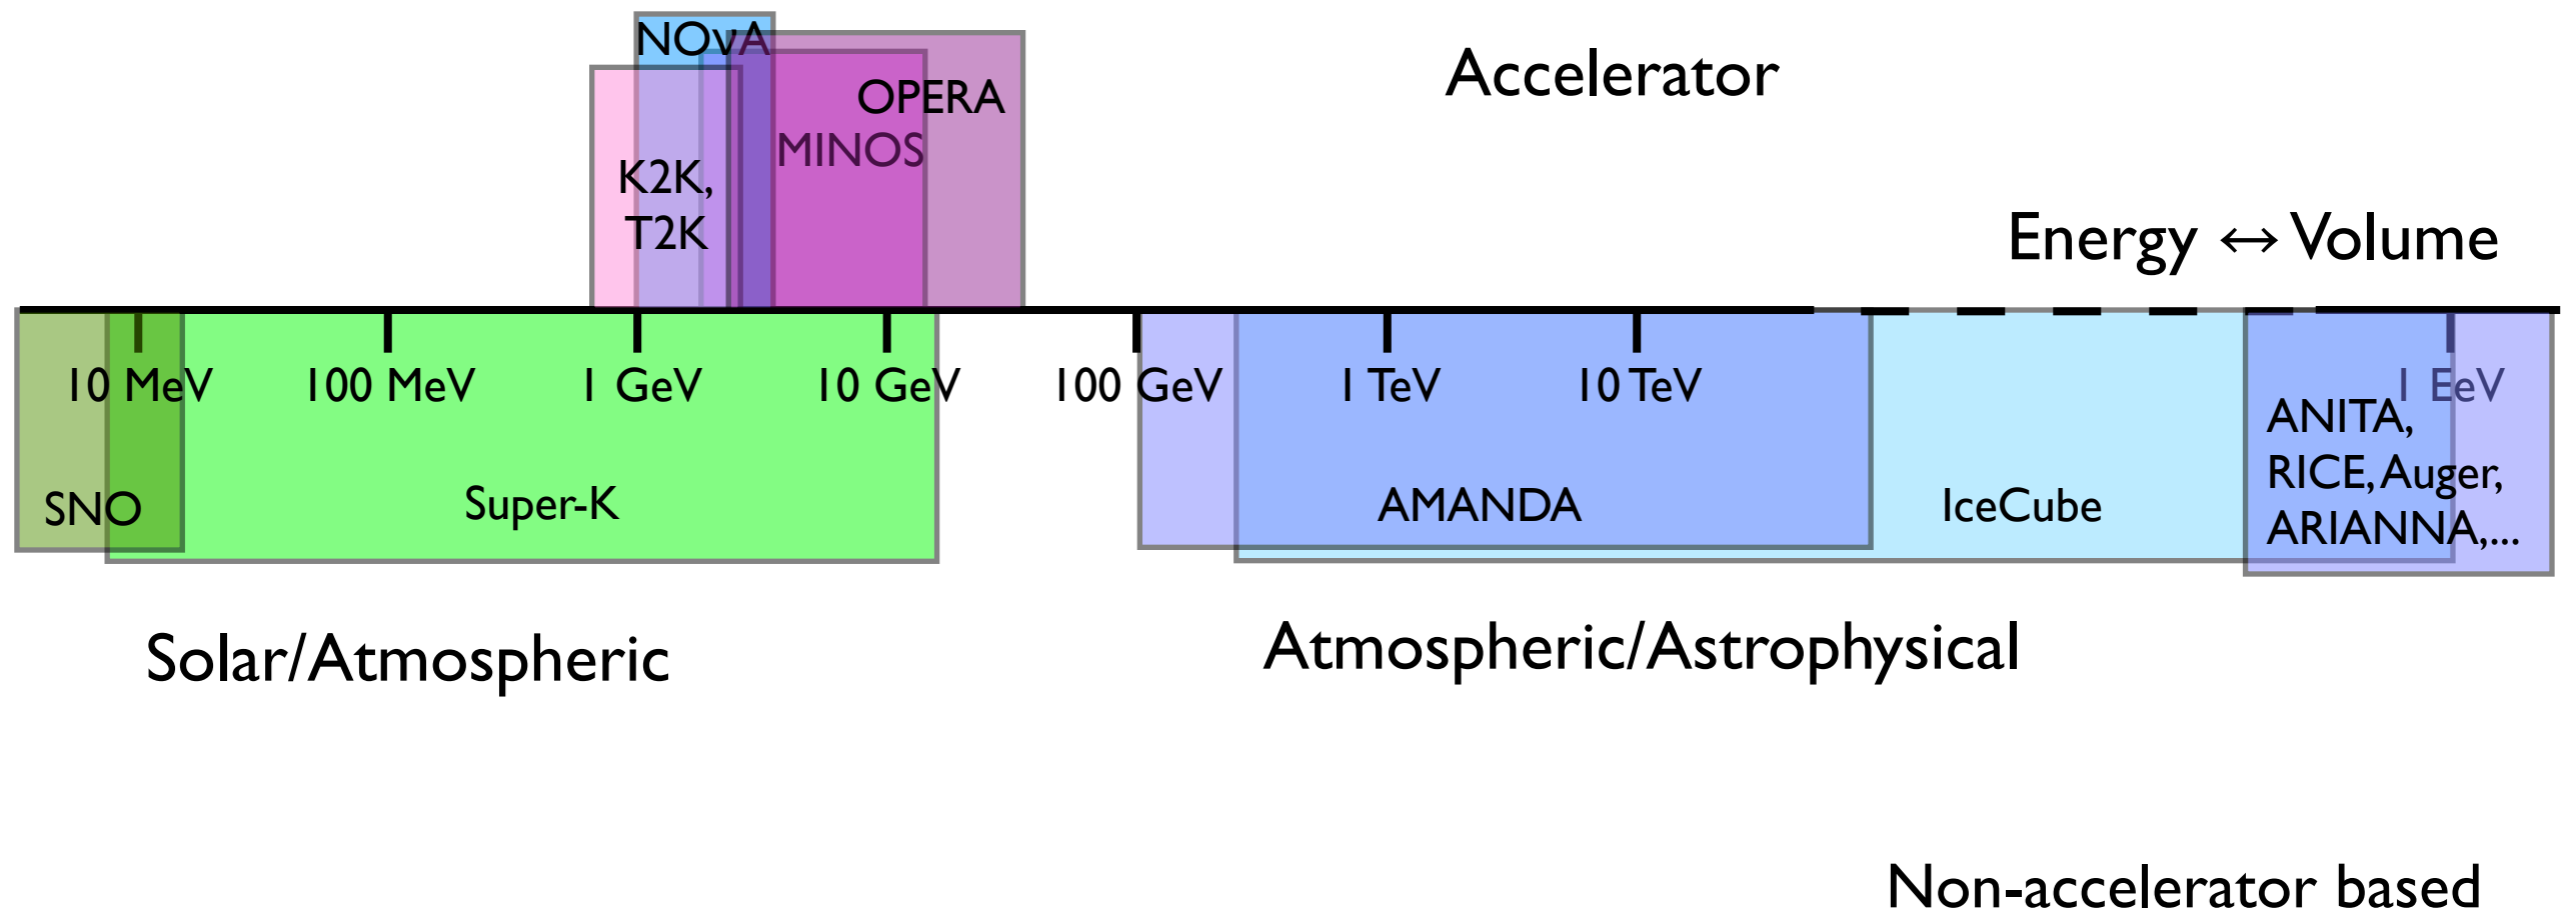 NOvA
Accelerator
OPERA
MINOS
K2K,
T2K
Energy ↔ Volume
10 MeV
100 MeV
1 GeV
10 GeV
100 GeV
1 TeV
10 TeV
1 EeV
SNO
Super-K
AMANDA
IceCube
ANITA,
RICE, Auger,
ARIANNA,...
Solar/Atmospheric
Atmospheric/Astrophysical
Non-accelerator based